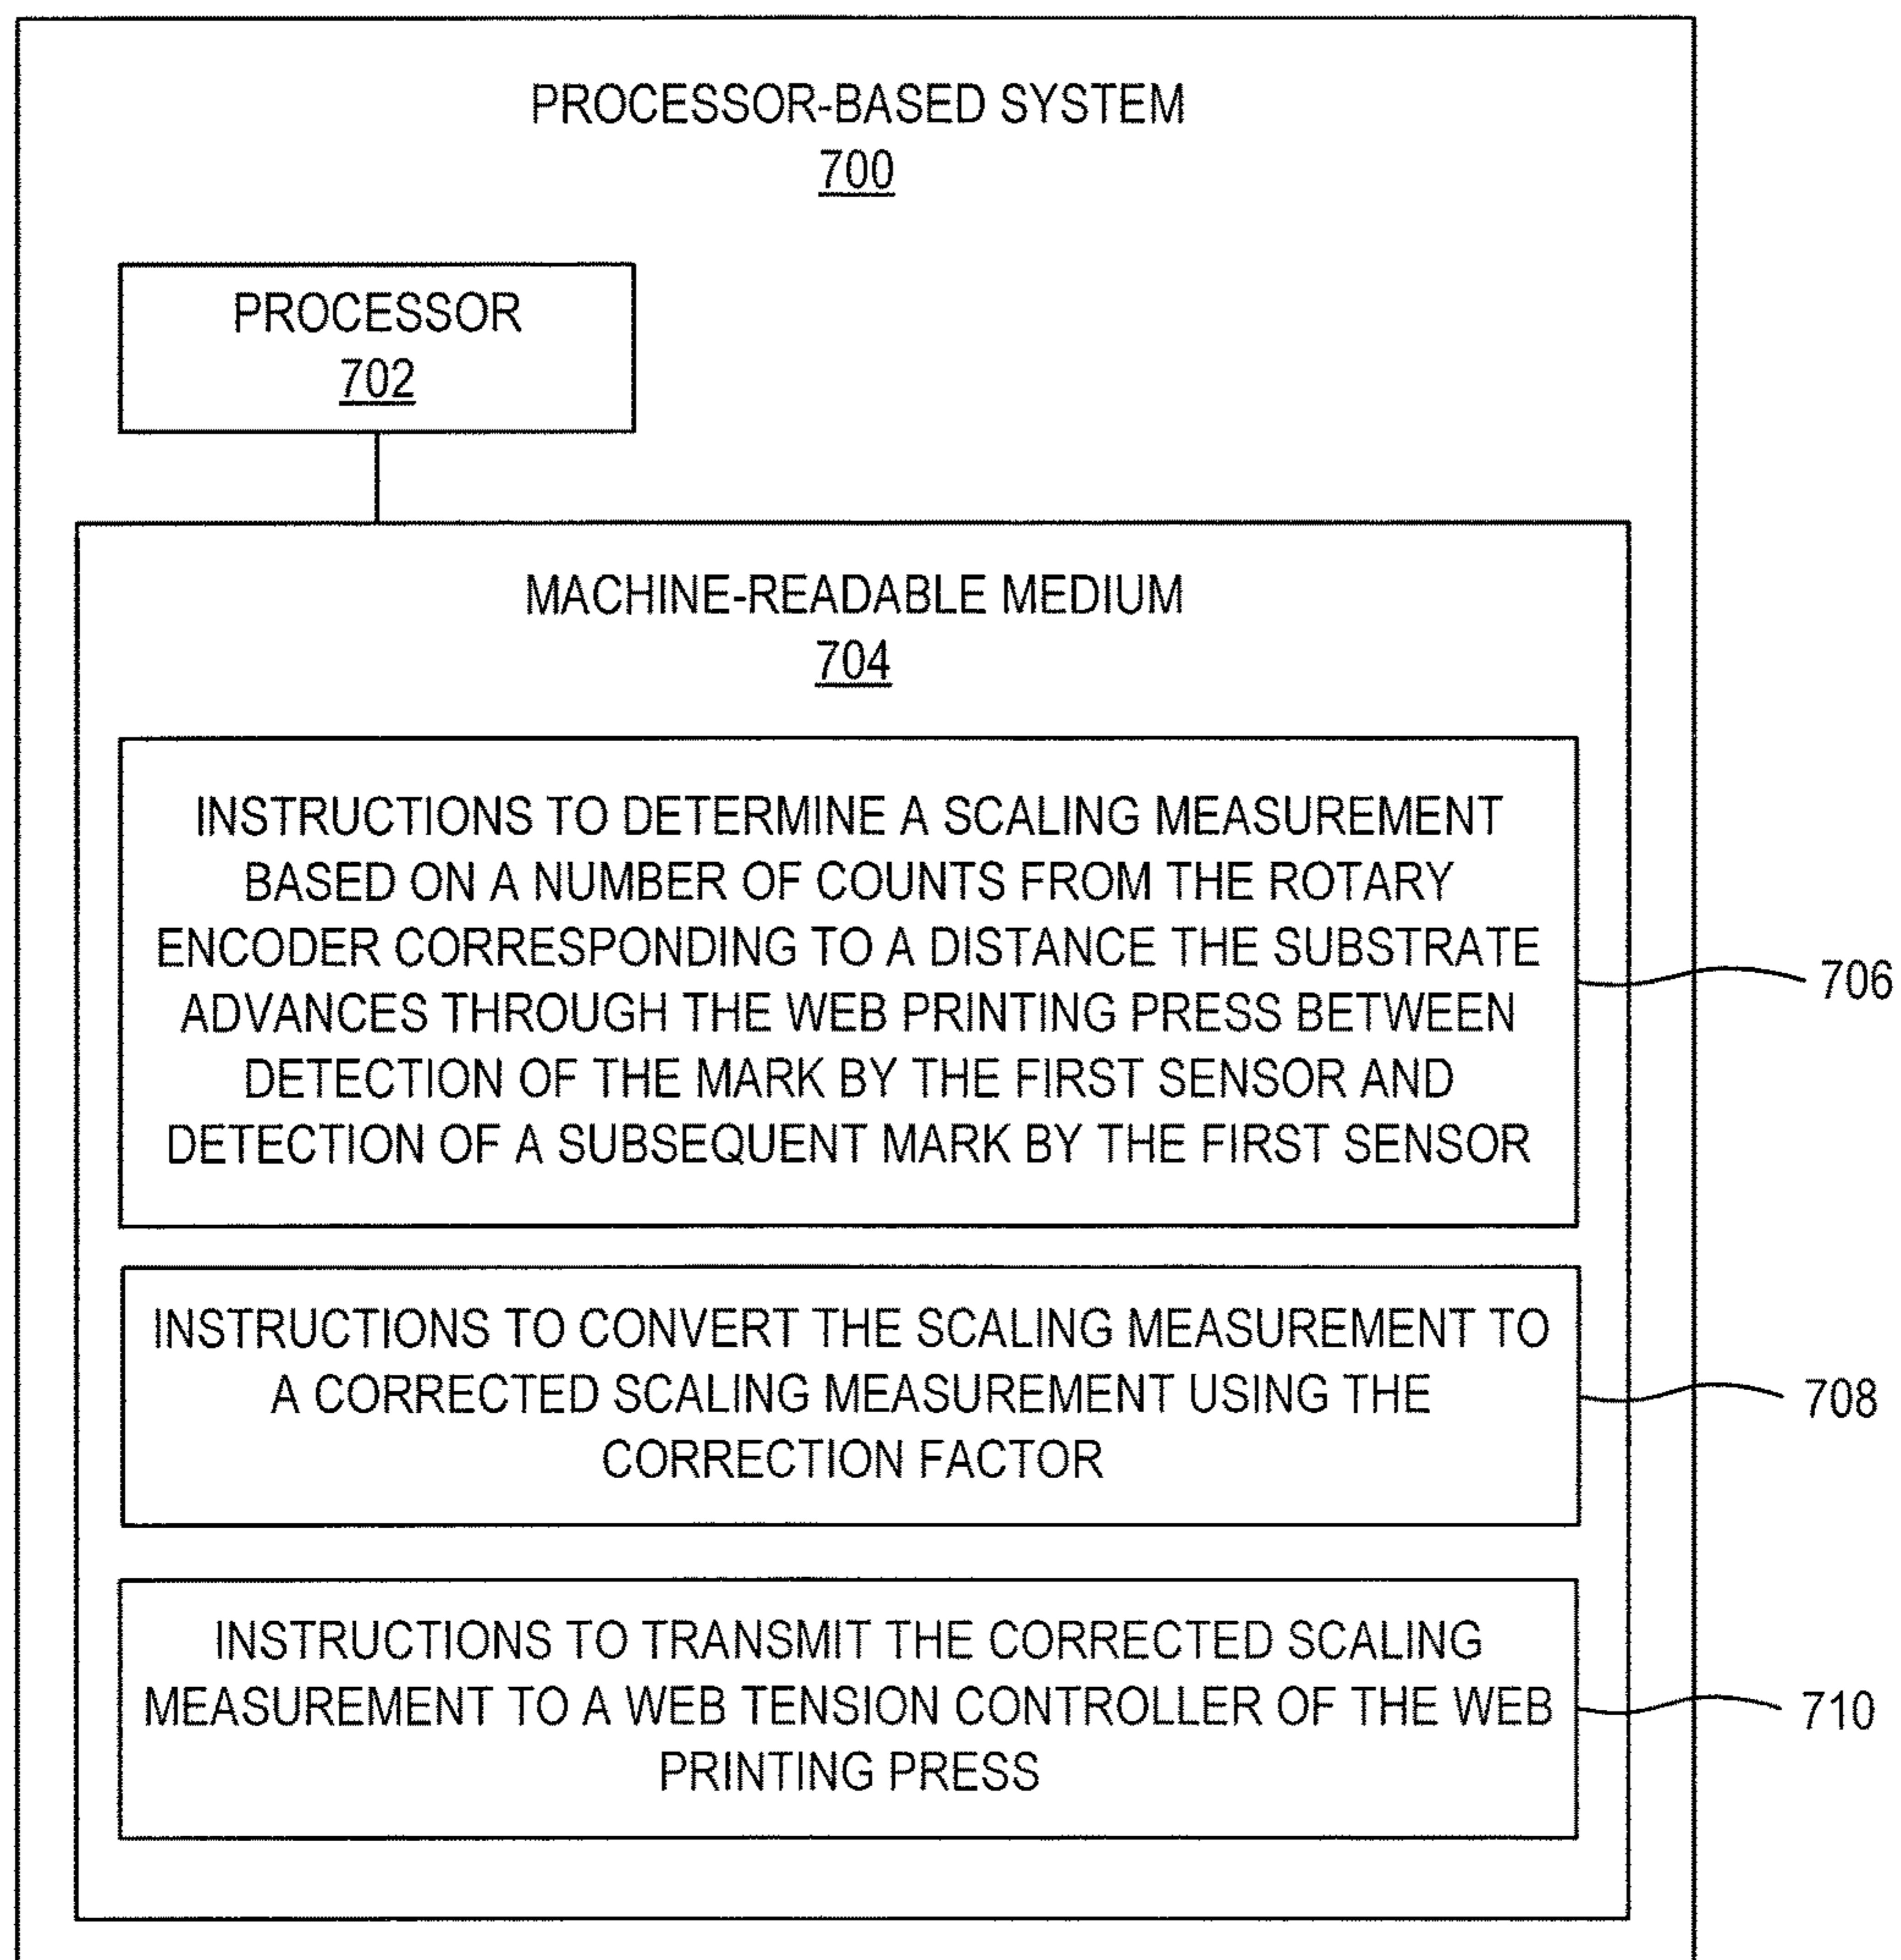 PROCESSOR-BASED SYSTEM
700
PROCESSOR
702
MACHINE-READABLE MEDIUM
704
INSTRUCTIONS TO DETERMINE A SCALING MEASUREMENT
BASED ON A NUMBER OF COUNTS FROM THE ROTARY
ENCODER CORRESPONDING TO A DISTANCE THE SUBSTRATE
ADVANCES THROUGH THE WEB PRINTING PRESS BETWEEN
DETECTION OF THE MARK BY THE FIRST SENSOR AND
DETECTION OF A SUBSEQUENT MARK BY THE FIRST SENSOR
706
INSTRUCTIONS TO CONVERT THE SCALING MEASUREMENT TO
A CORRECTED SCALING MEASUREMENT USING THE
CORRECTION FACTOR
708
INSTRUCTIONS TO TRANSMIT THE CORRECTED SCALING
MEASUREMENT TO A WEB TENSION CONTROLLER OF THE WEB
PRINTING PRESS
710